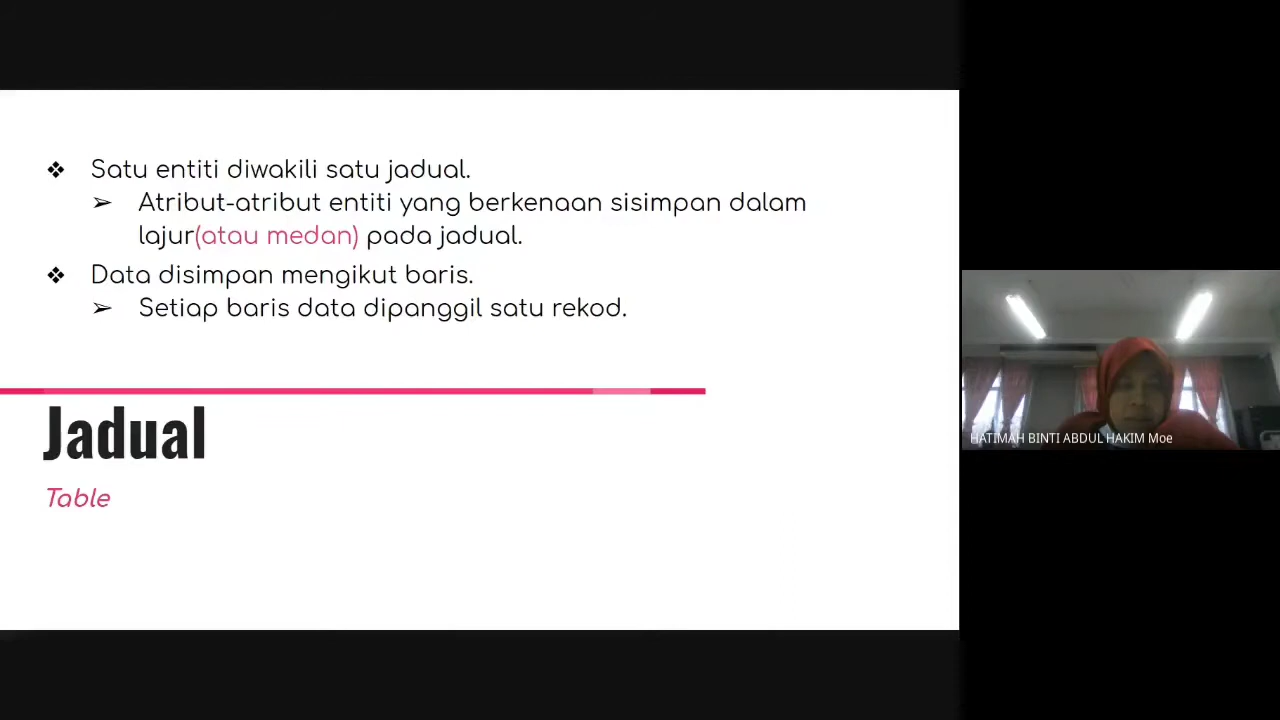 ❖ Satu entiti diwakili satu jadual.
➢ Atribut-atribut entiti yang berkenaan sisimpan dalam
lajur(atau medan) pada jadual.
❖ Data disimpan mengikut baris.
➢ Setiap baris data dipanggil satu rekod.
Jadual
Table
HATIMAH BINTI ABDUL HAKIM Moe